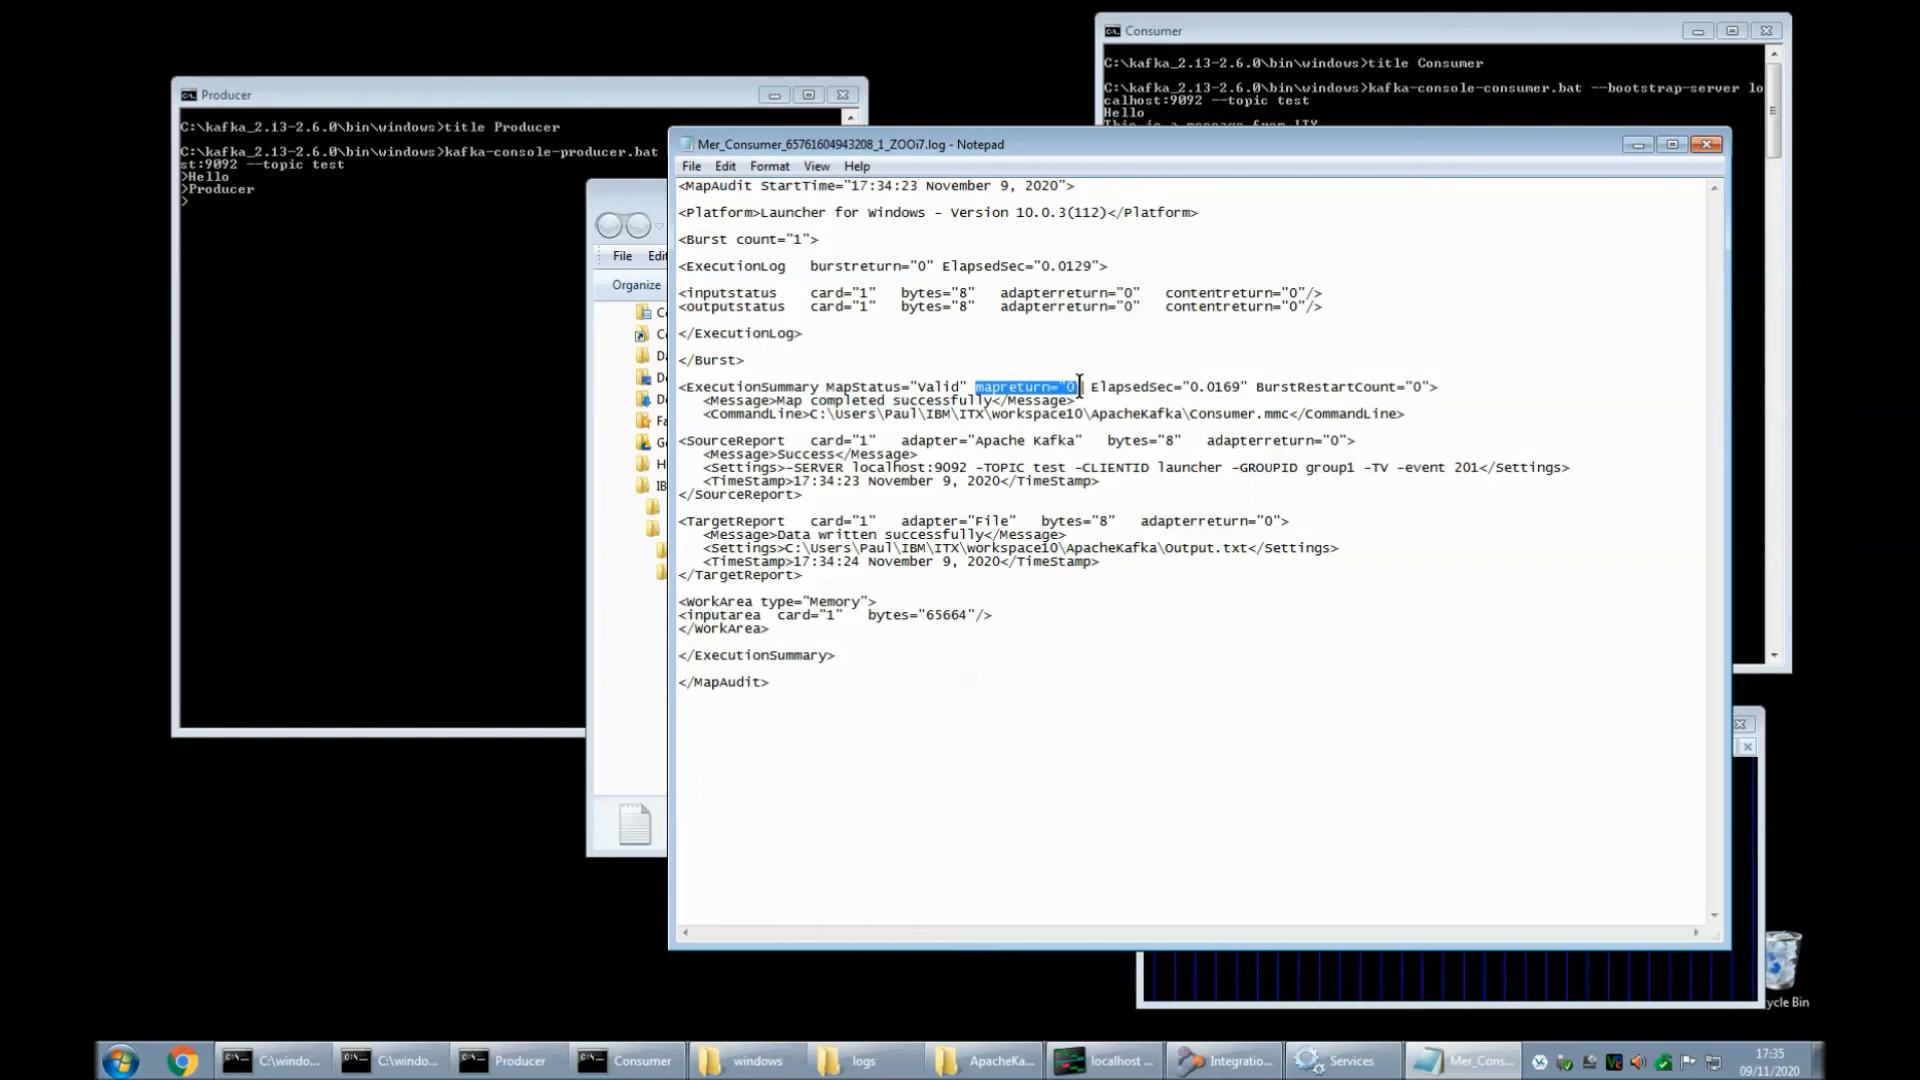 Consumer
C:\kafka_2.13-2.6.0\bin\windows>title Consumer
C:\kafka_2.13-2.6.0\bin\windows>kafka-console-consumer.bat --bootstrap-server lo
calhost:9092 --topic test
Hello
This is a message from ITX
Producer
C:\kafka_2.13-2.6.0\bin\windows>title Producer
C:\kafka_2.13-2.6.0\bin\windows>kafka-console-producer.bat
st:9092 --topic test
>Hello
>Producer
>
File
Organize
Mer_Consumer_65761604943208_1_ZOOi7.log - Notepad
File Edit Format View Help
<MapAudit StartTime="17:34:23 November 9, 2020">
<Platform>Launcher for Windows - Version 10.0.3(112)</Platform>
<Burst count="1">
<ExecutionLog burstreturn="0" ElapsedSec="0.0129">
<inputstatus card="1" bytes="8" adapterreturn="0" contentreturn="0"/>
<outputstatus card="1" bytes="8" adapterreturn="0" contentreturn="0"/>
</ExecutionLog>
</Burst>
<ExecutionSummary MapStatus="Valid" mapreturn="0" ElapsedSec="0.0169" BurstRestartCount="0">
<Message>Map completed successfully</Message>
<CommandLine>C:\Users\Paul\IBM\ITX\workspace10\ApacheKafka\Consumer.mmc</CommandLine>
<SourceReport card="1" adapter="Apache Kafka" bytes="8" adapterreturn="0">
<Message>Success</Message>
<Settings>-SERVER localhost:9092 -TOPIC test -CLIENTID launcher -GROUPID group1 -TV -event 201</Settings>
<TimeStamp>17:34:23 November 9, 2020</TimeStamp>
</SourceReport>
<TargetReport card="1" adapter="File" bytes="8" adapterreturn="0">
<Message>Data written successfully</Message>
<Settings>C:\Users\Paul\IBM\ITX\workspace10\ApacheKafka\Output.txt</Settings>
<TimeStamp>17:34:24 November 9, 2020</TimeStamp>
</TargetReport>
<WorkArea type="Memory">
<inputarea card="1" bytes="65664"/>
</WorkArea>
</ExecutionSummary>
</MapAudit>
ycle Bin
C:\windo... C:\windo... Producer Consumer windows logs ApacheKa... localhost ... Integratio... Services Mer_Cons...
17:35
09/11/2020